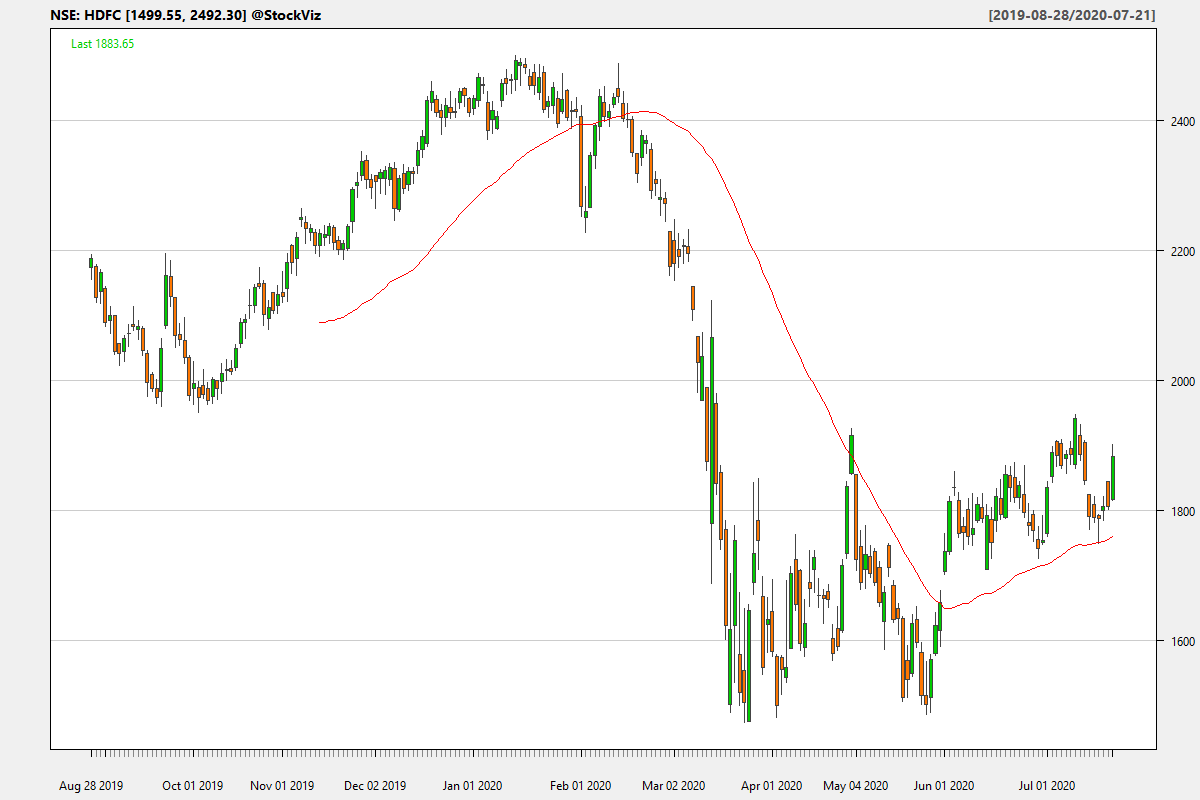 NSE: HDFC [1499.55, 2492.30] @StockViz [2019-08-28/2020-07-21]
Last 1883.65
2400
2200
2000
1800
1600
Aug 28 2019 Oct 01 2019 Nov 01 2019 Dec 02 2019 Jan 01 2020 Feb 01 2020 Mar 02 2020 Apr 01 2020 May 04 2020 Jun 01 2020 Jul 01 2020